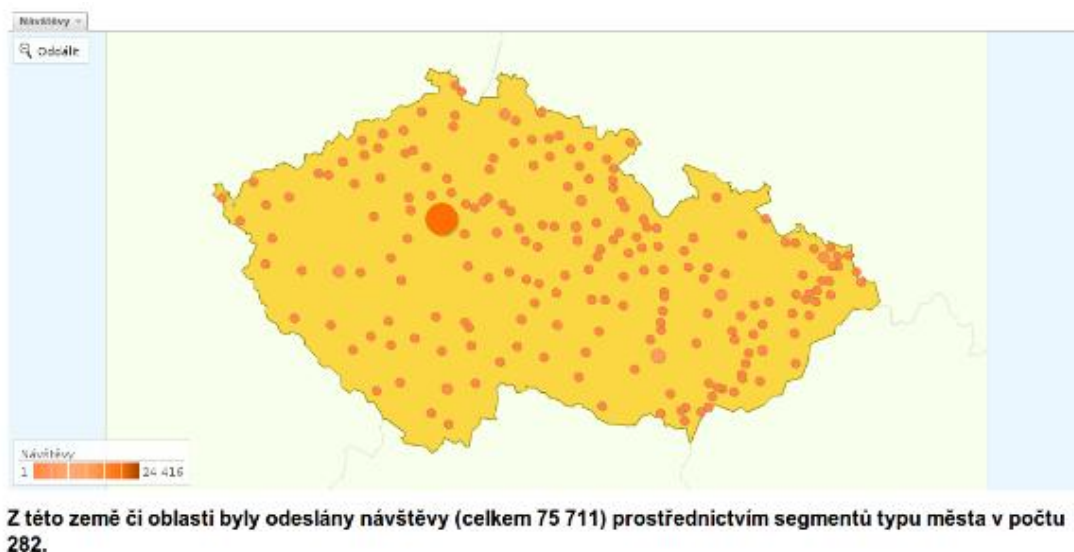 Návštěvy
Oddálit
Návštěvy
1 24 416
Z této země či oblasti byly odeslány návštěvy (celkem 75 711) prostřednictvím segmentů typu města v počtu
282.